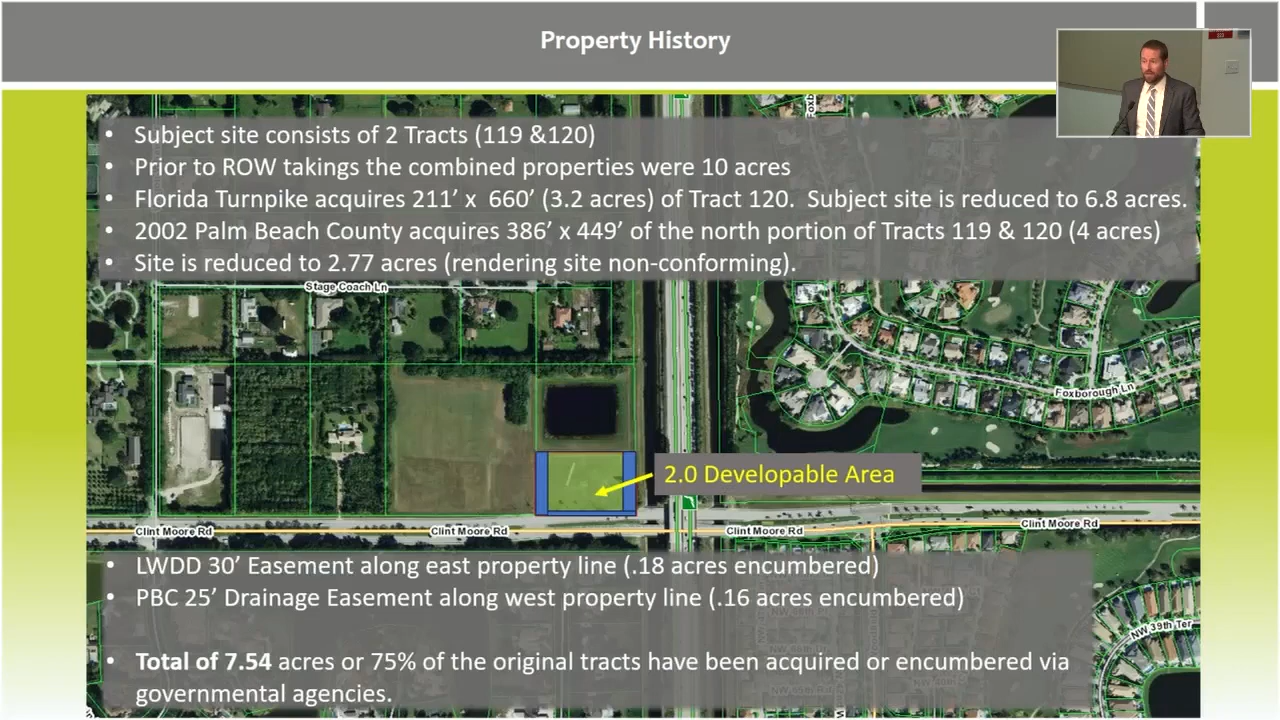 Property History
• Subject site consists of 2 Tracts (119 &120)
• Prior to ROW takings the combined properties were 10 acres
• Florida Turnpike acquires 211’ x 660’ (3.2 acres) of Tract 120. Subject site is reduced to 6.8 acres.
• 2002 Palm Beach County acquires 386’ x 449’ of the north portion of Tracts 119 & 120 (4 acres)
• Site is reduced to 2.77 acres (rendering site non-conforming).
Stage Coach Ln
Foxborough Ln
2.0 Developable Area
Clint Moore Rd
Clint Moore Rd
Clint Moore Rd
Clint Moore Rd
• LWDD 30’ Easement along east property line (.18 acres encumbered)
• PBC 25’ Drainage Easement along west property line (.16 acres encumbered)
NW 39th Ter
• Total of 7.54 acres or 75% of the original tracts have been acquired or encumbered via
governmental agencies.